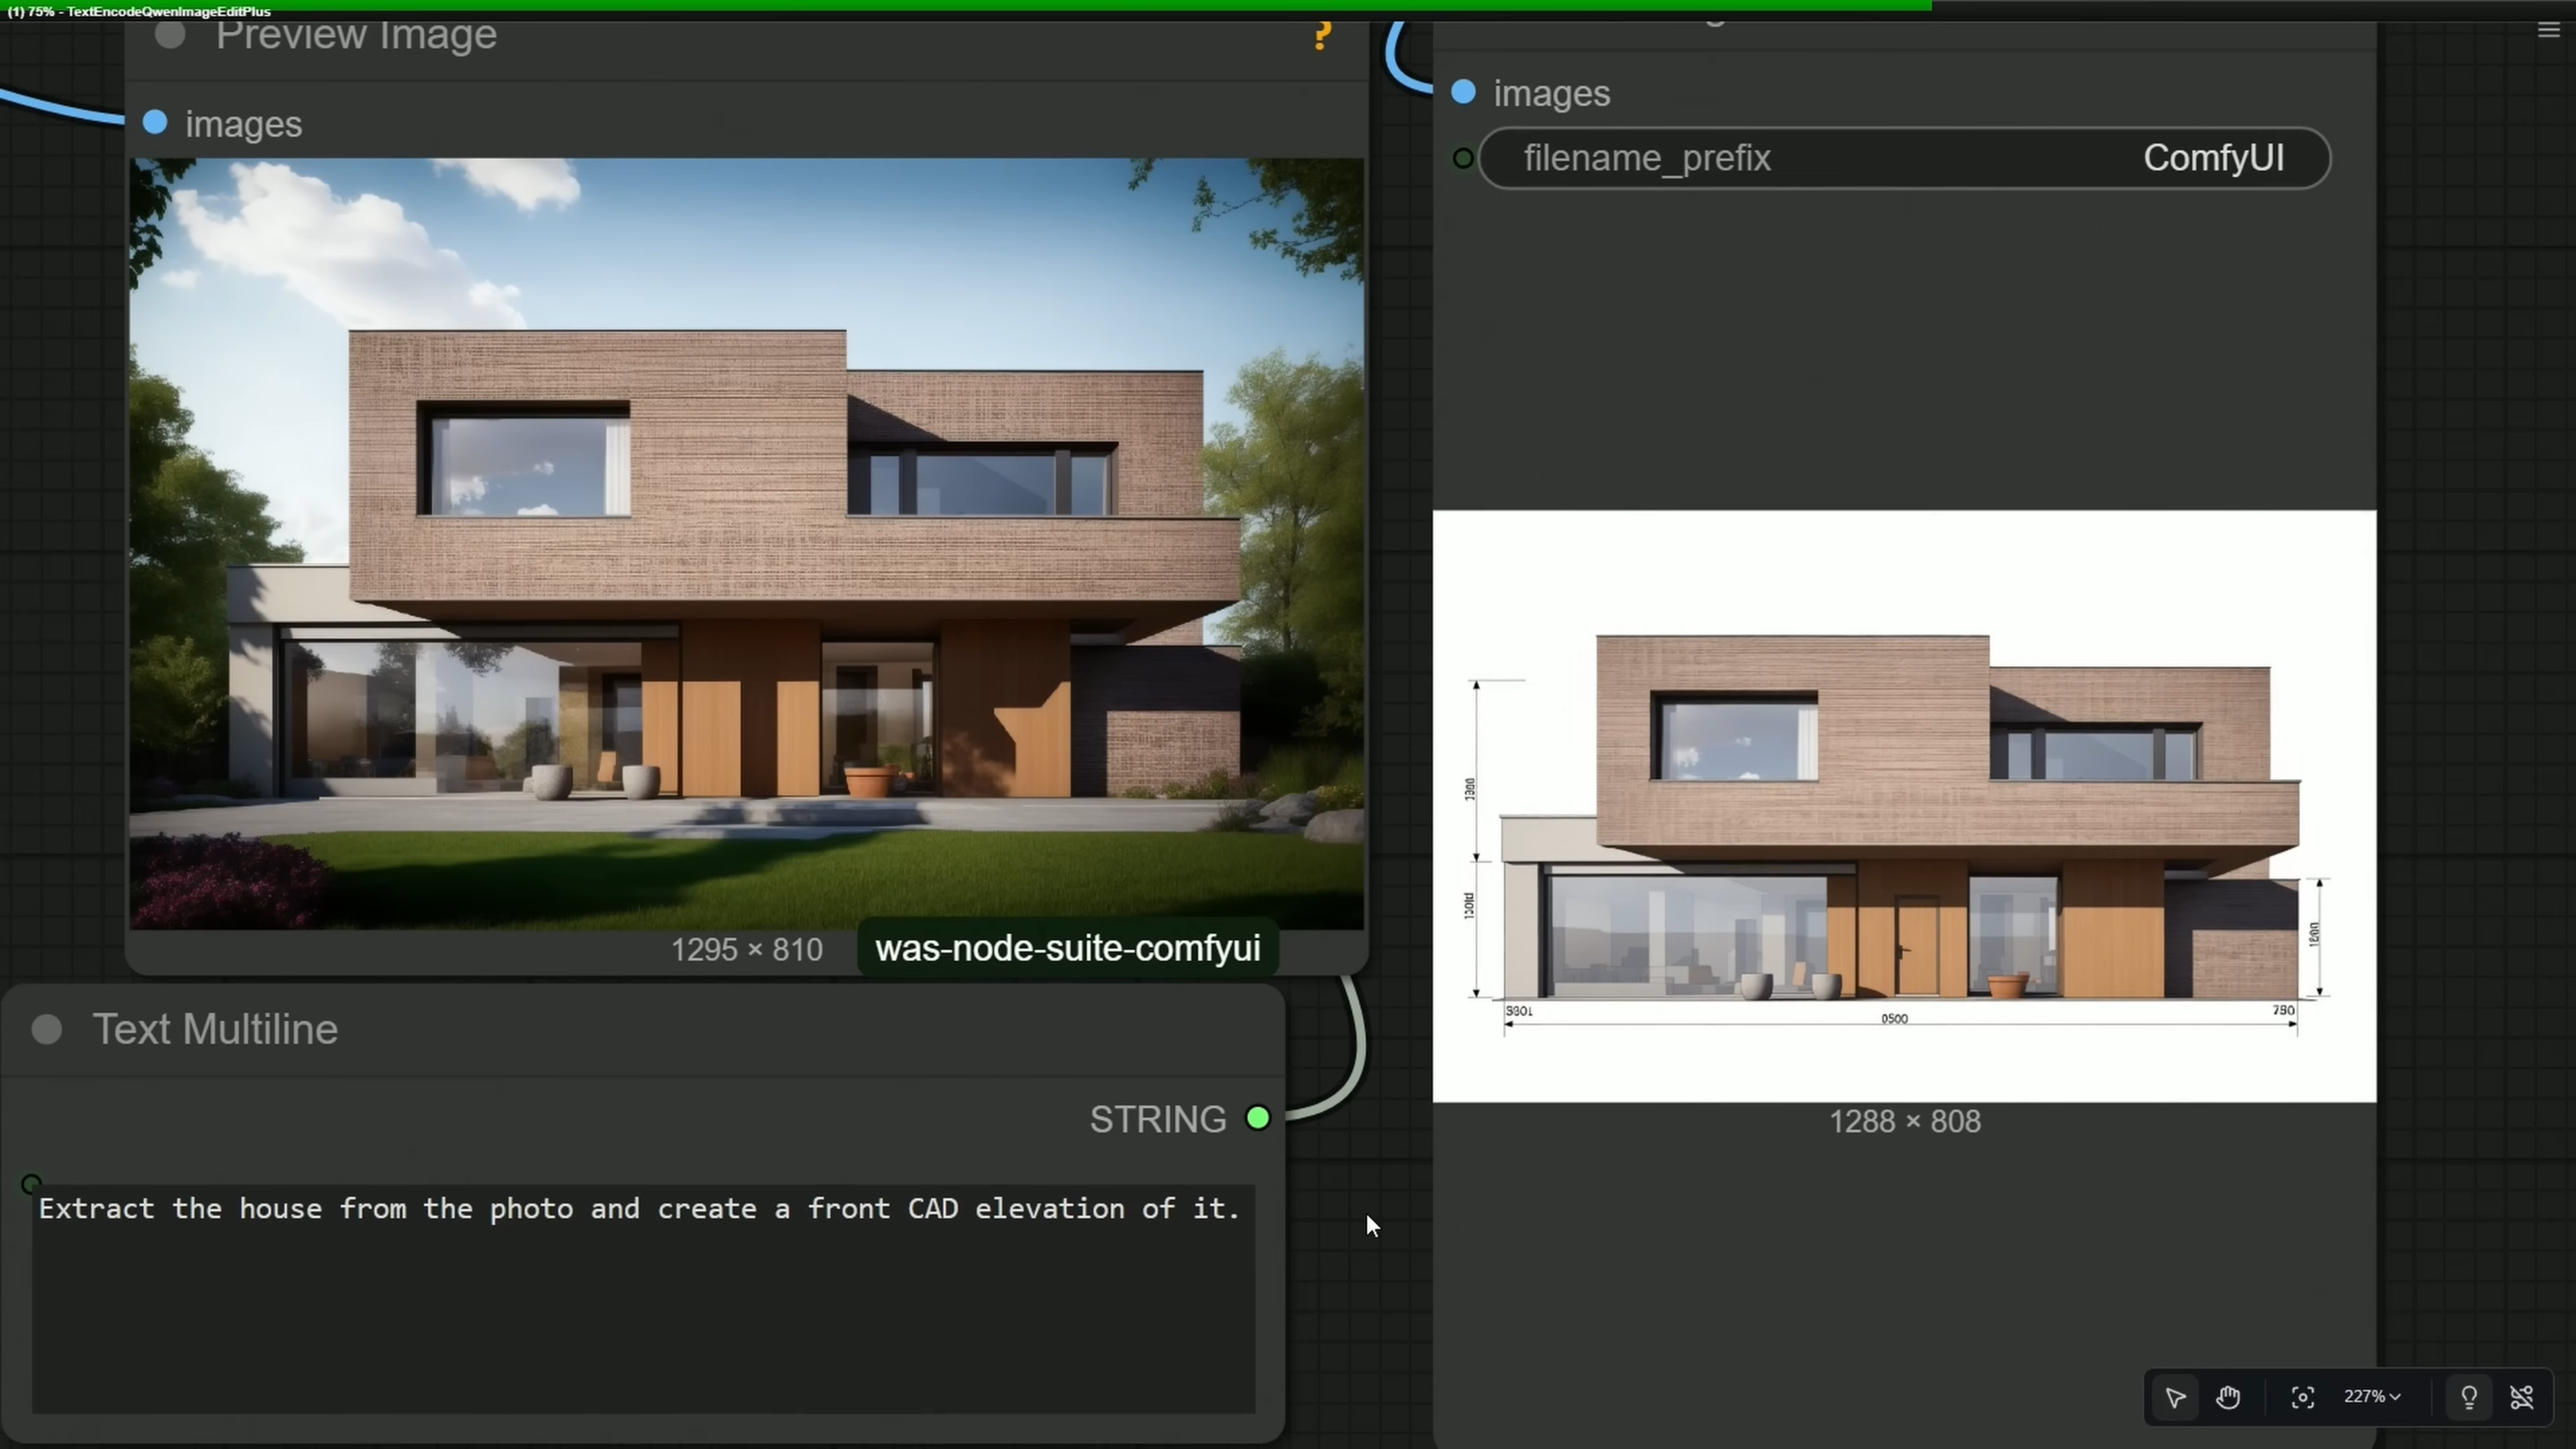 (1) 75% - TextEncodeQwenImageEditPlus
Preview Image
?
images
1295 × 810
was-node-suite-comfyui
Text Multiline
STRING
Extract the house from the photo and create a front CAD elevation of it.
images
filename_prefix
ComfyUI
0500
1288 × 808
227%